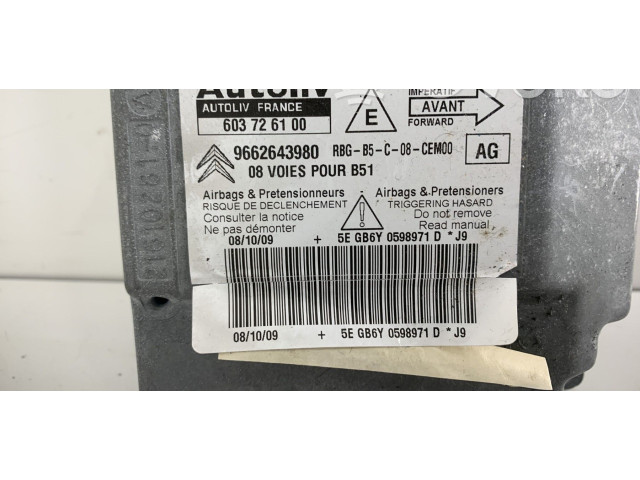 Autoliv
AUTOLIV FRANCE
603 72 61 00
E
IMPERATIF
AVANT
FORWARD
9662643980 RBG-B5-C-08-CEM00 AG
08 VOIES POUR B51
Airbags & Pretensionneurs
RISQUE DE DECLENCHEMENT
Consulter la notice
Ne pas démonter
Airbags & Pretensioners
TRIGGERING HASARD
Do not remove
Read manual
08/10/09 + 5E GB6Y 0598971 D *J9
08/10/09 + 5E GB6Y 0598971 D *J9